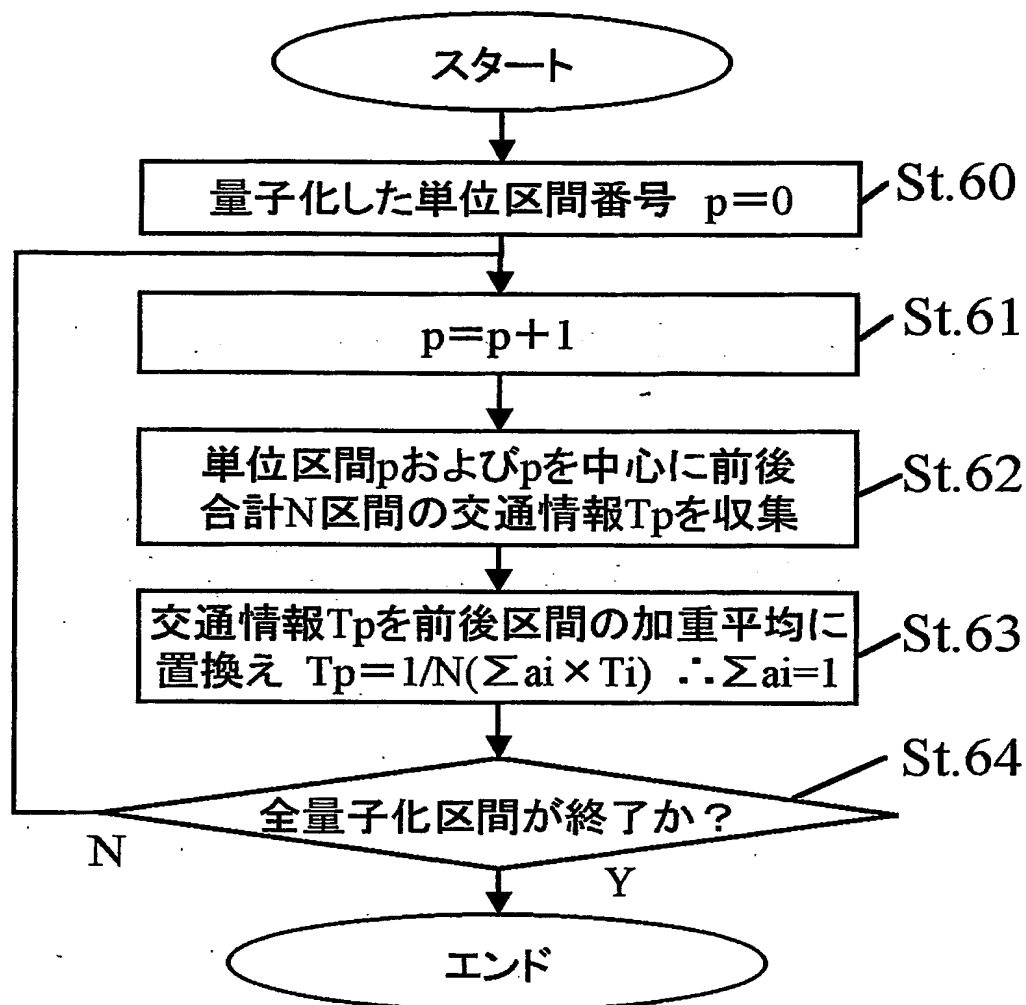 スタート
量子化した単位区間番号 p=0
St.60
p=p+1
St.61
単位区間pおよびpを中心に前後
合計N区間の交通情報Tpを収集
St.62
交通情報Tpを前後区間の加重平均に
置換え Tp=1/N(Σai×Ti) ∴Σai=1
St.63
St.64
全量子化区間が終了か?
N
Y
エンド